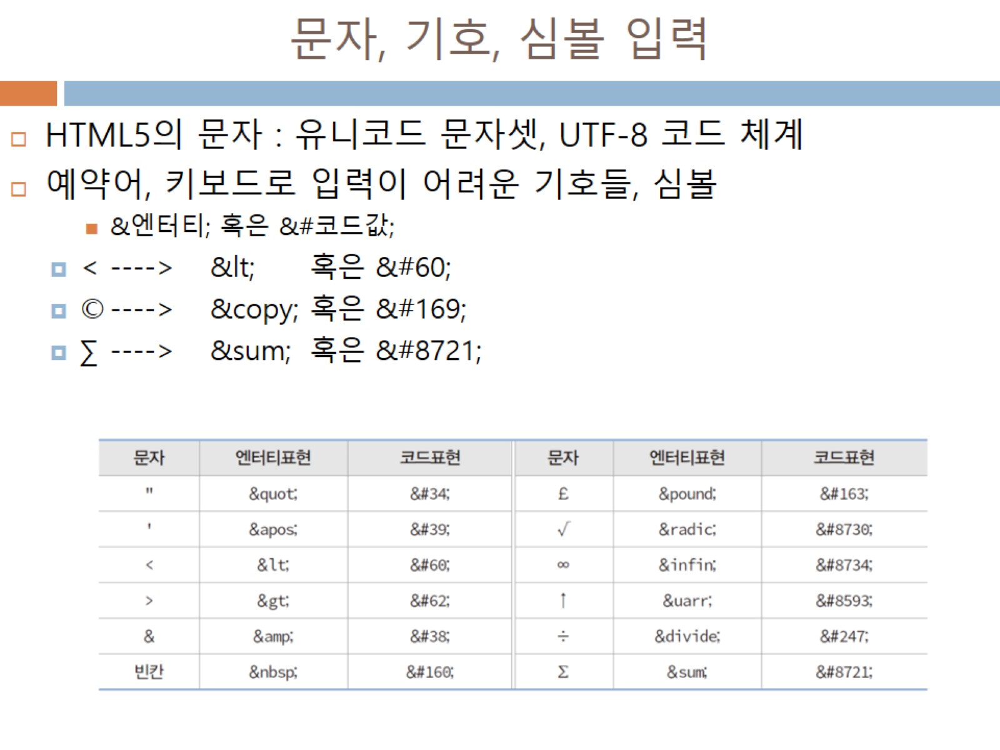 문자, 기호, 심볼 입력
HTML5의 문자 : 유니코드 문자셋, UTF-8 코드 체계
예약어, 키보드로 입력이 어려운 기호들, 심볼
&엔터티; 혹은 &#코드값;
< ----> &lt; 혹은 &#60;
© ----> &copy; 혹은 &#169;
∑ ----> &sum; 혹은 &#8721;
문자 엔터티표현 코드표현 문자 엔터티표현 코드표현
" &quot; &#34; £ &pound; &#163;
' &apos; &#39; √ &radic; &#8730;
< &lt; &#60; ∞ &infin; &#8734;
> &gt; &#62; ↑ &uarr; &#8593;
& &amp; &#38; ÷ &divide; &#247;
빈칸 &nbsp; &#160; Σ &sum; &#8721;